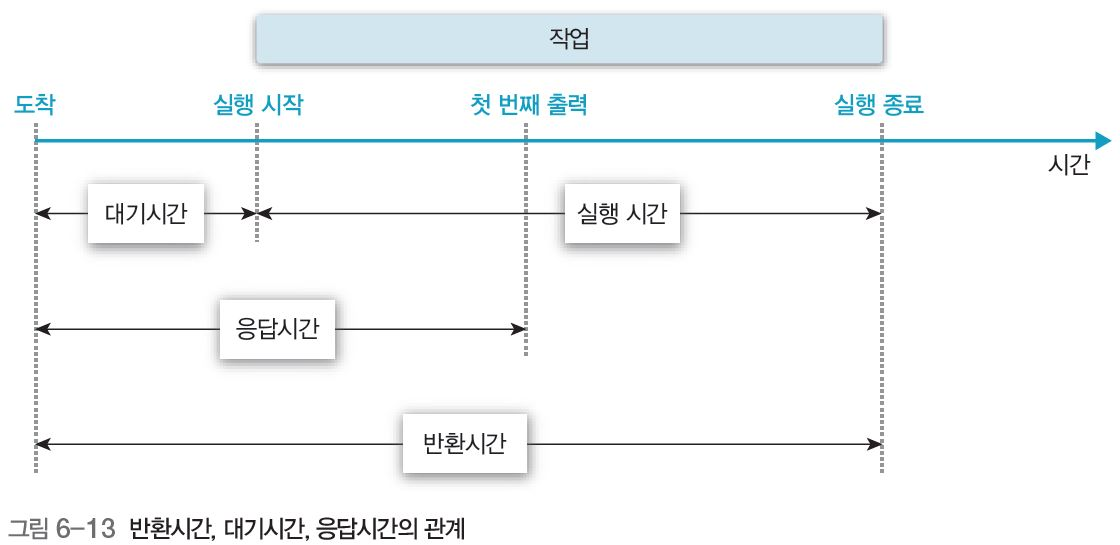 작업
도착 실행 시작 첫 번째 출력 실행 종료
시간
대기시간 실행 시간
응답시간
반환시간
그림 6-13 반환시간, 대기시간, 응답시간의 관계